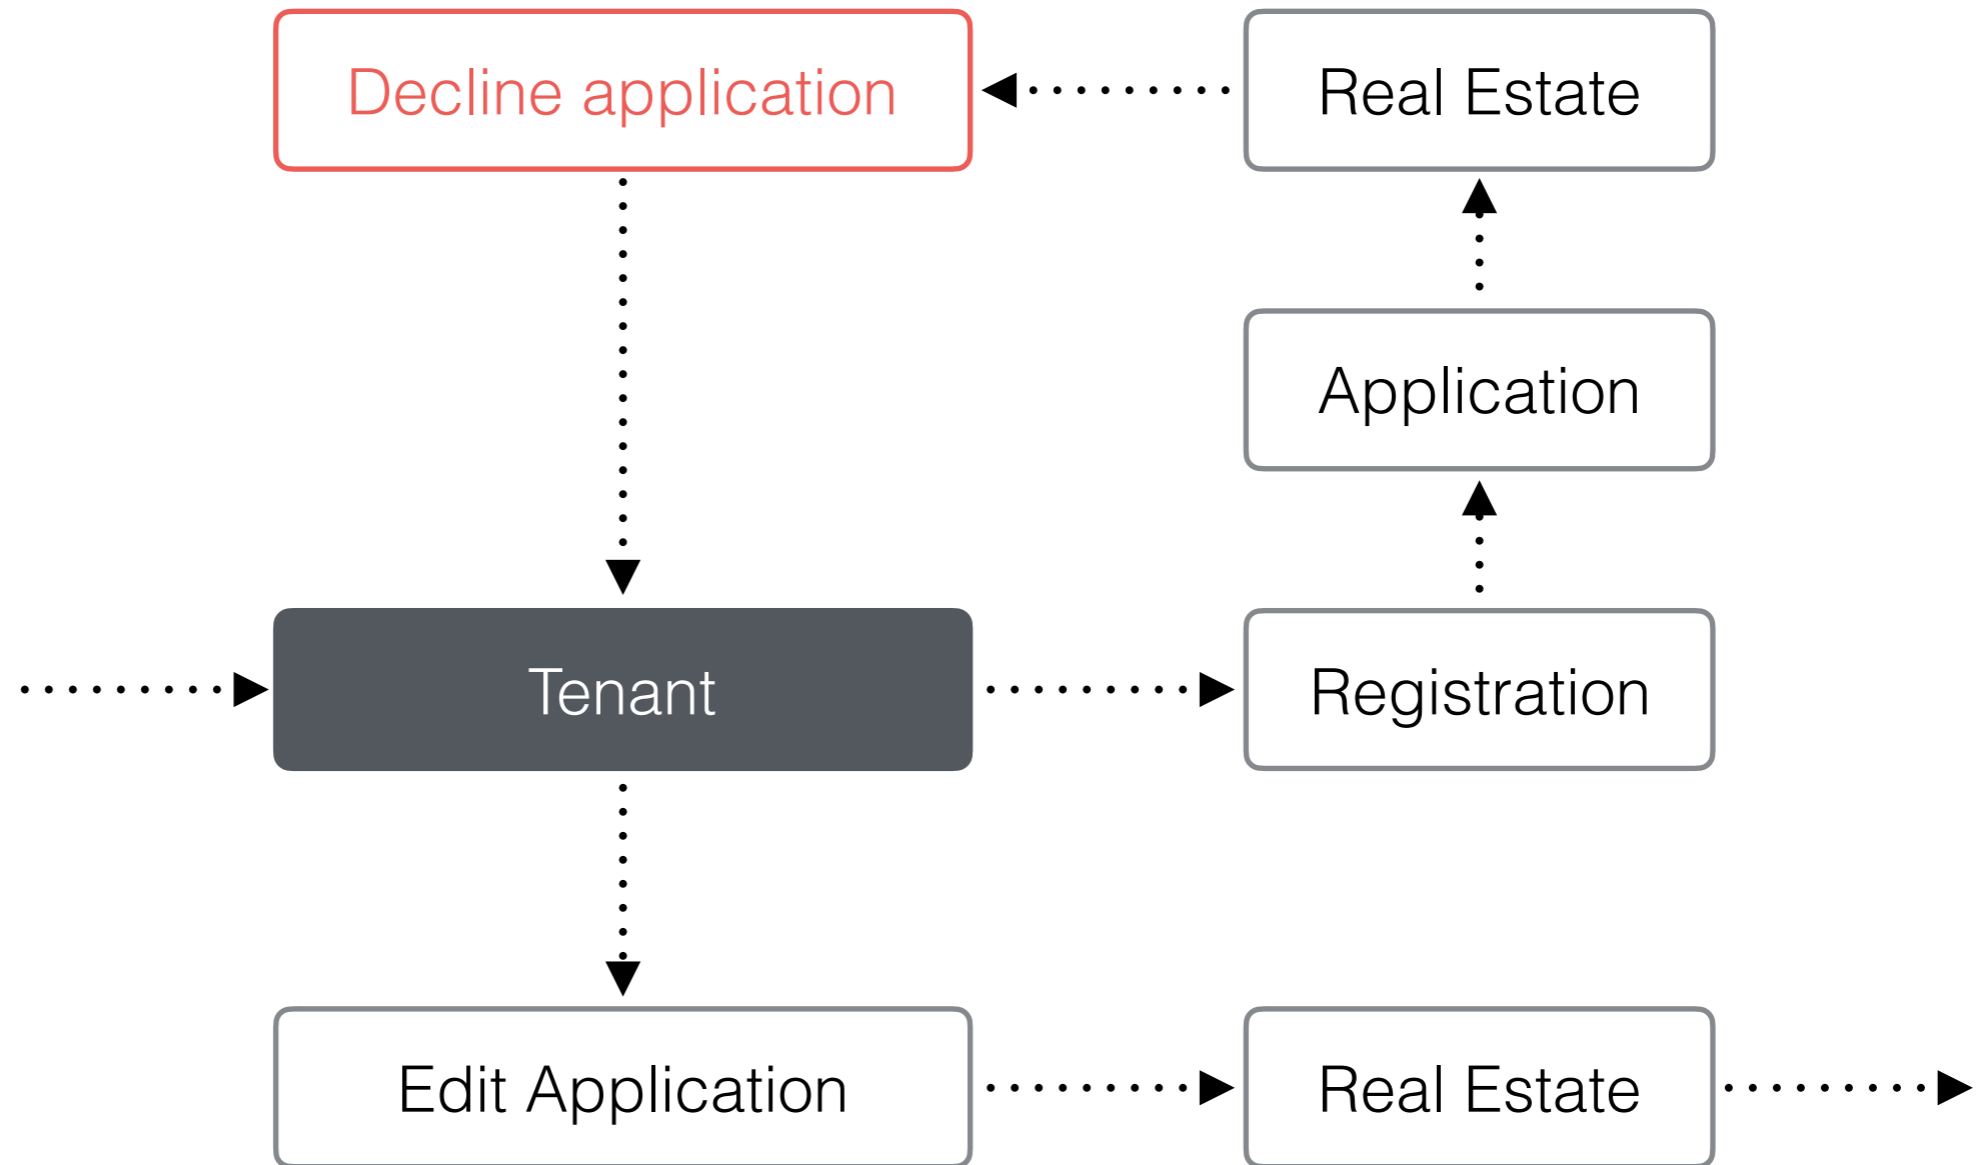 Decline application
Real Estate
Application
Tenant
Registration
Edit Application
Real Estate